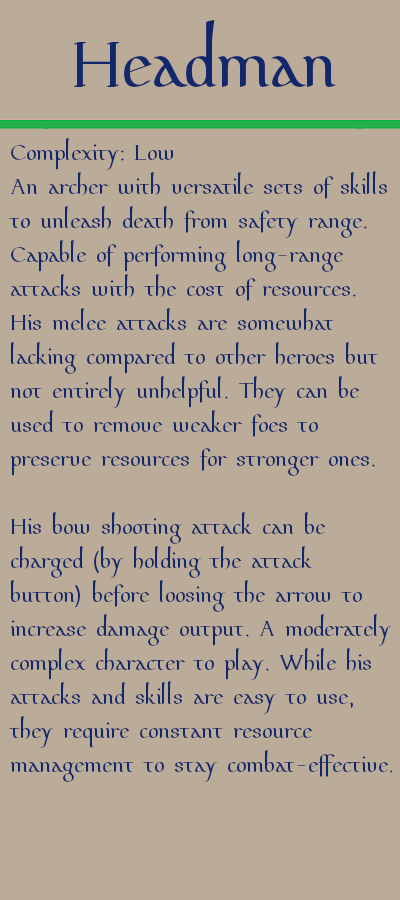 Headman
Complexity: Low
An archer with versatile sets of skills
to unleash death from safety range.
Capable of performing long-range
attacks with the cost of resources.
His melee attacks are somewhat
lacking compared to other heroes but
not entirely unhelpful. They can be
used to remove weaker foes to
preserve resources for stronger ones.
His bow shooting attack can be
charged (by holding the attack
button) before loosing the arrow to
increase damage output. A moderately
complex character to play. While his
attacks and skills are easy to use,
they require constant resource
management to stay combat-effective.